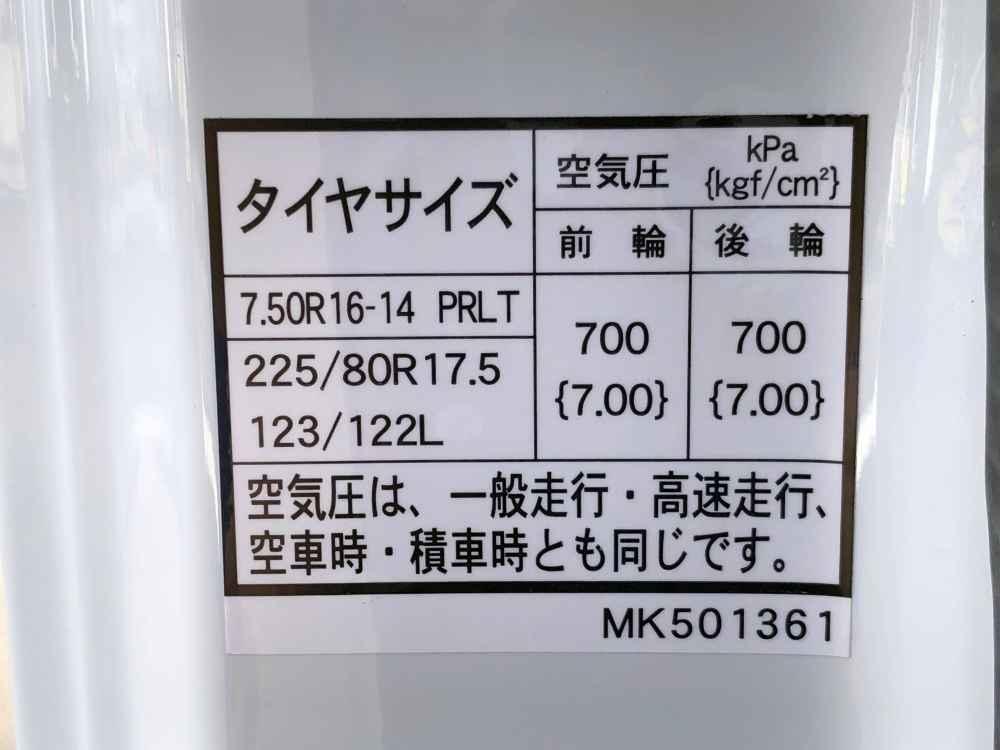 タイヤサイズ
空気圧 kPa {kgf/cm²}
前輪 後輪
7.50R16-14 PRLT
225/80R17.5
123/122L
700 700
{7.00} {7.00}
空気圧は、一般走行・高速走行、
空車時・積車時とも同じです。
MK501361